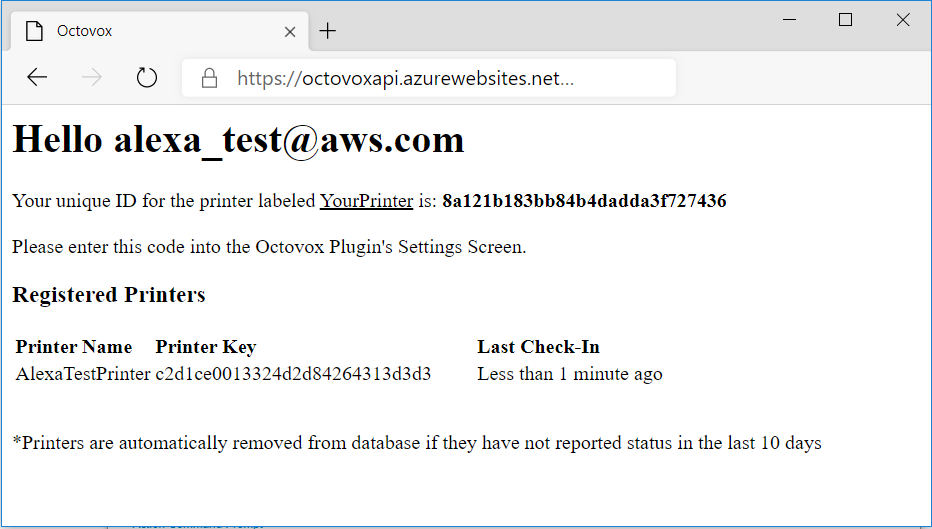 Octovox
https://octovoxapi.azurewebsites.net...
Hello alexa_test@aws.com
Your unique ID for the printer labeled YourPrinter is: 8a121b183bb84b4dadda3f727436
Please enter this code into the Octovox Plugin's Settings Screen.
Registered Printers
Printer Name Printer Key Last Check-In
AlexaTestPrinter c2d1ce0013324d2d84264313d3d3 Less than 1 minute ago
*Printers are automatically removed from database if they have not reported status in the last 10 days